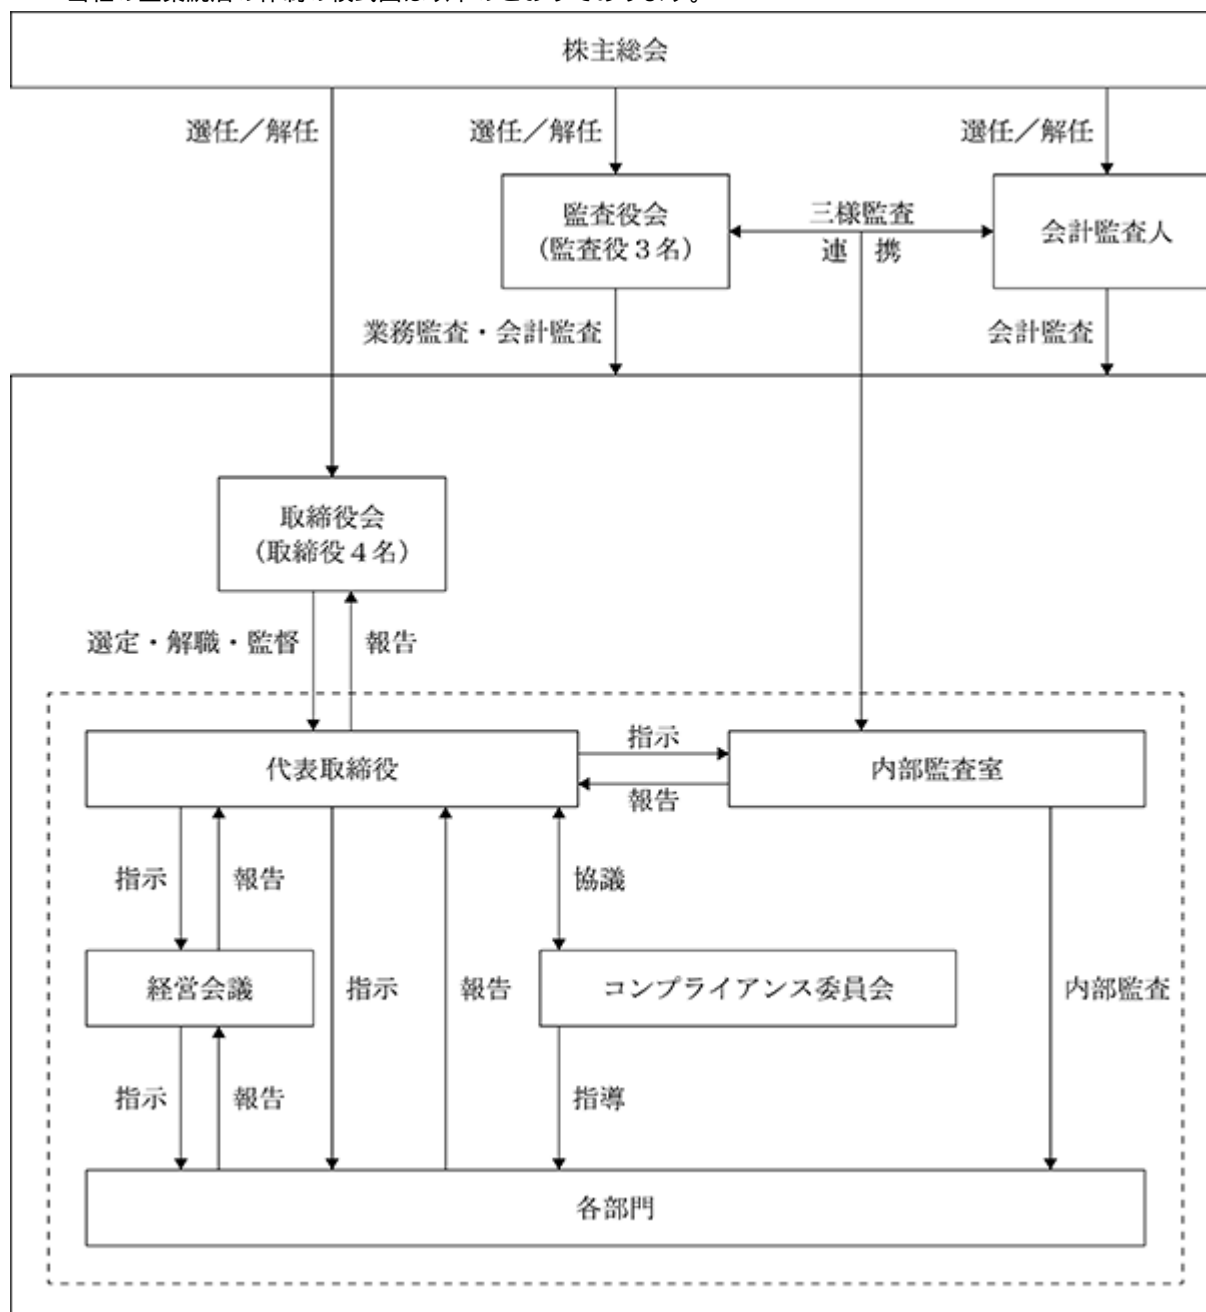 株主総会
選任／解任
選任／解任
選任／解任
監査役会
（監査役３名）
三様監査
連　携
会計監査人
業務監査・会計監査
会計監査
取締役会
（取締役４名）
選定・解職・監督
報告
代表取締役
指示
報告
内部監査室
指示
報告
協議
経営会議
指示
報告
コンプライアンス委員会
内部監査
指示
報告
指導
各部門